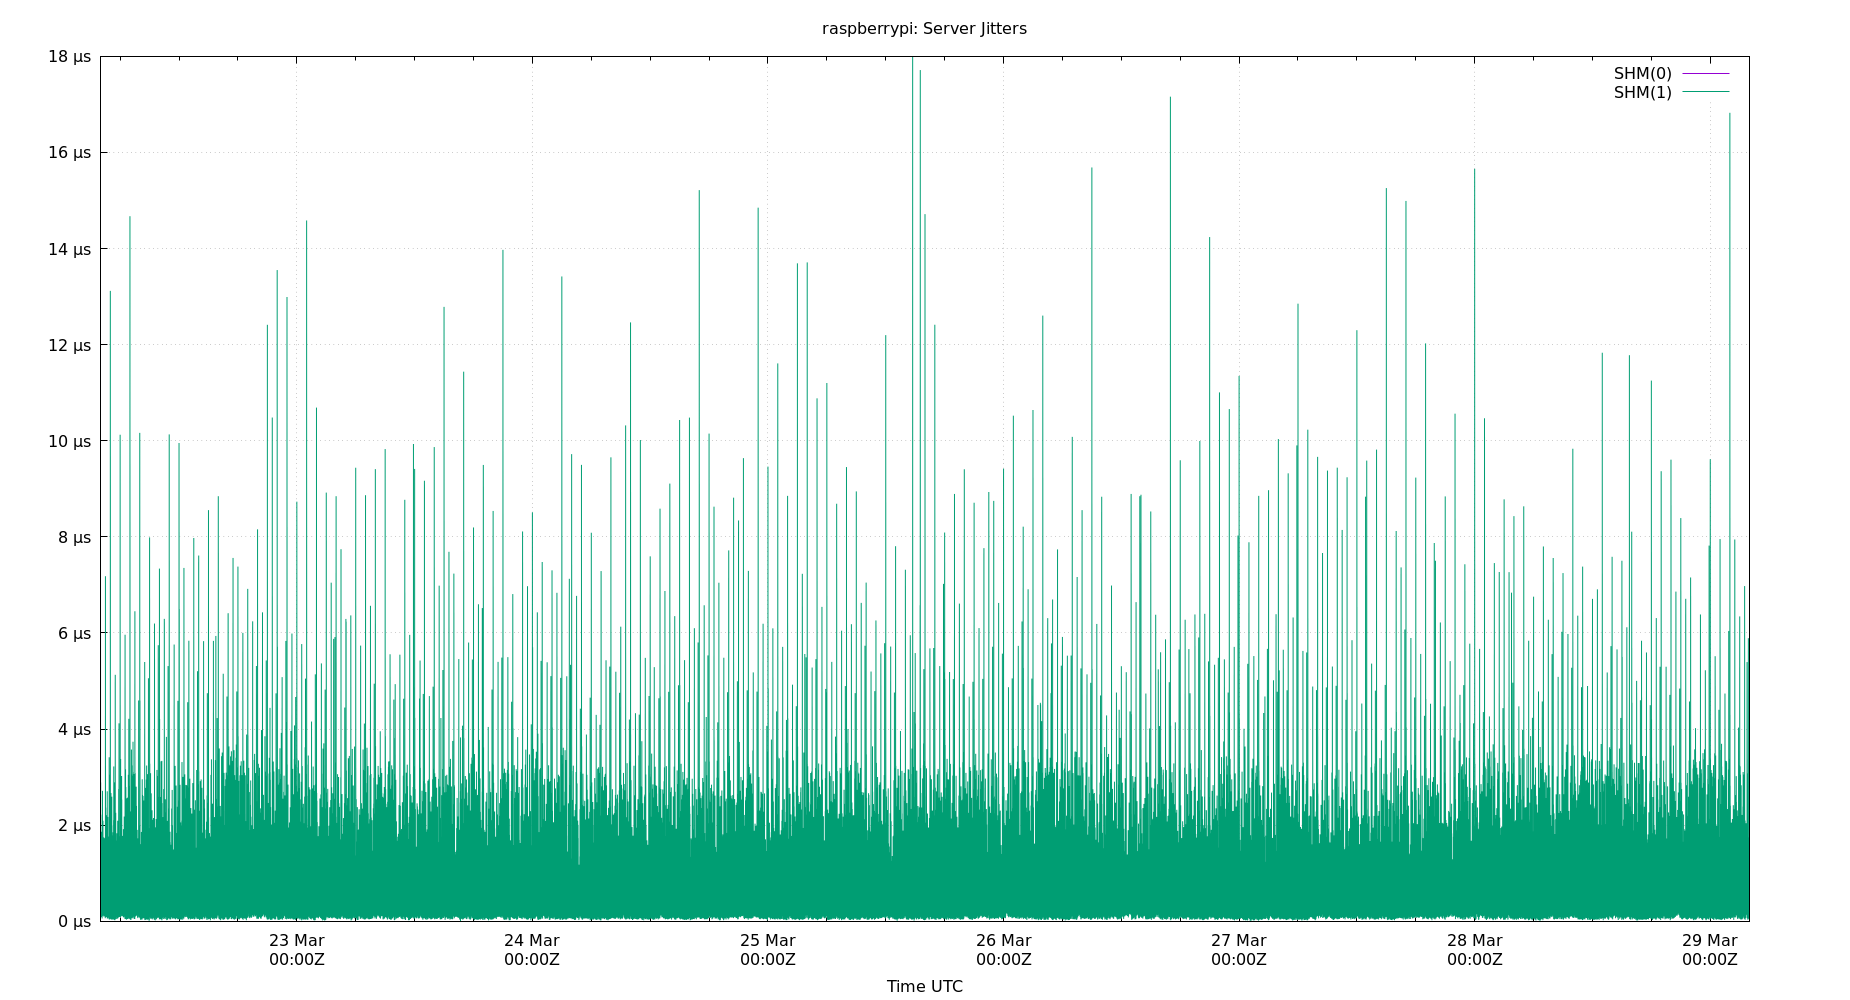 raspberrypi: Server Jitters
18 µs
16 µs
14 µs
12 µs
10 µs
8 µs
6 µs
4 µs
2 µs
0 µs
SHM(0)
SHM(1)
23 Mar 24 Mar 25 Mar 26 Mar 27 Mar 28 Mar 29 Mar
00:00Z 00:00Z 00:00Z 00:00Z 00:00Z 00:00Z 00:00Z
Time UTC